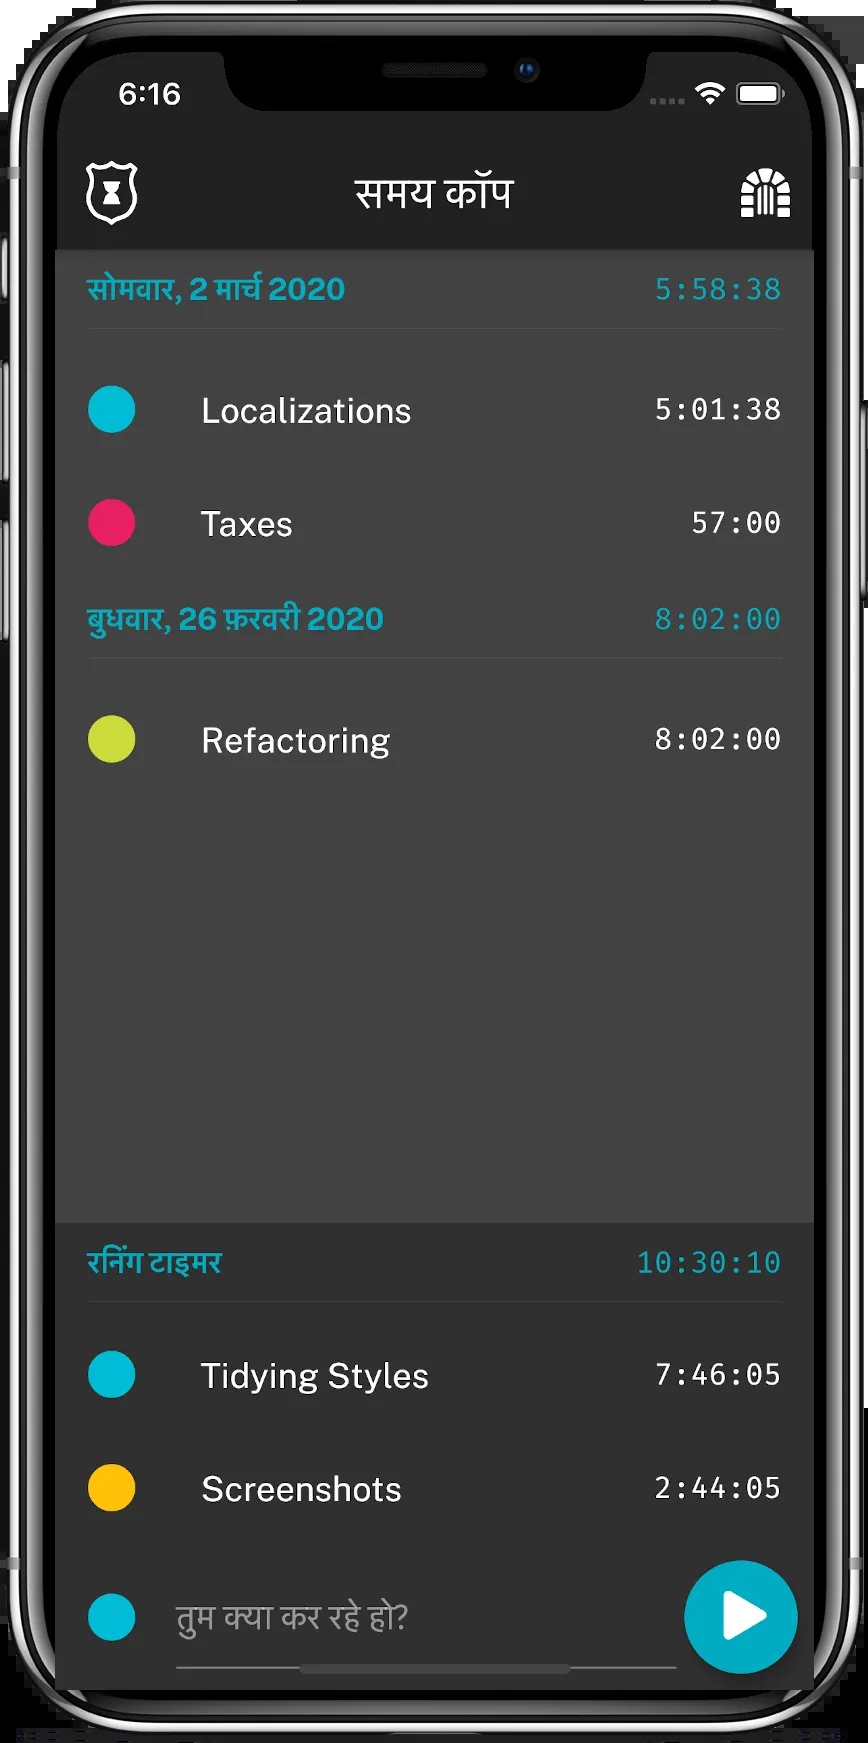 6:16
समय कॉप
सोमवार, 2 मार्च 2020 5:58:38
Localizations 5:01:38
Taxes 57:00
बुधवार, 26 फ़रवरी 2020 8:02:00
Refactoring 8:02:00
रनिंग टाइमर 10:30:10
Tidying Styles 7:46:05
Screenshots 2:44:05
तुम क्या कर रहे हो?